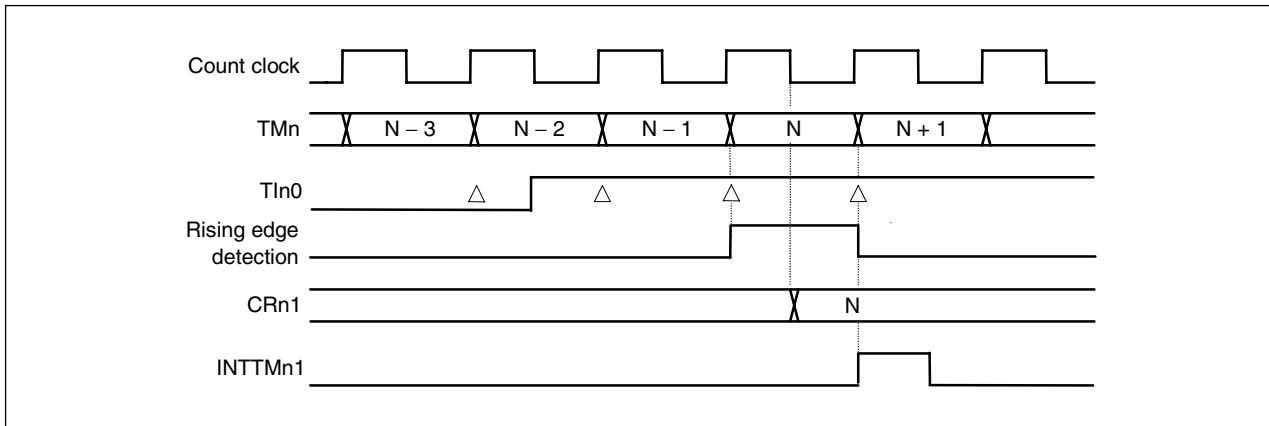 Count clock
TMn
N – 3 N – 2 N – 1 N N + 1
TIn0
Rising edge
detection
CRn1
N
INTTMn1